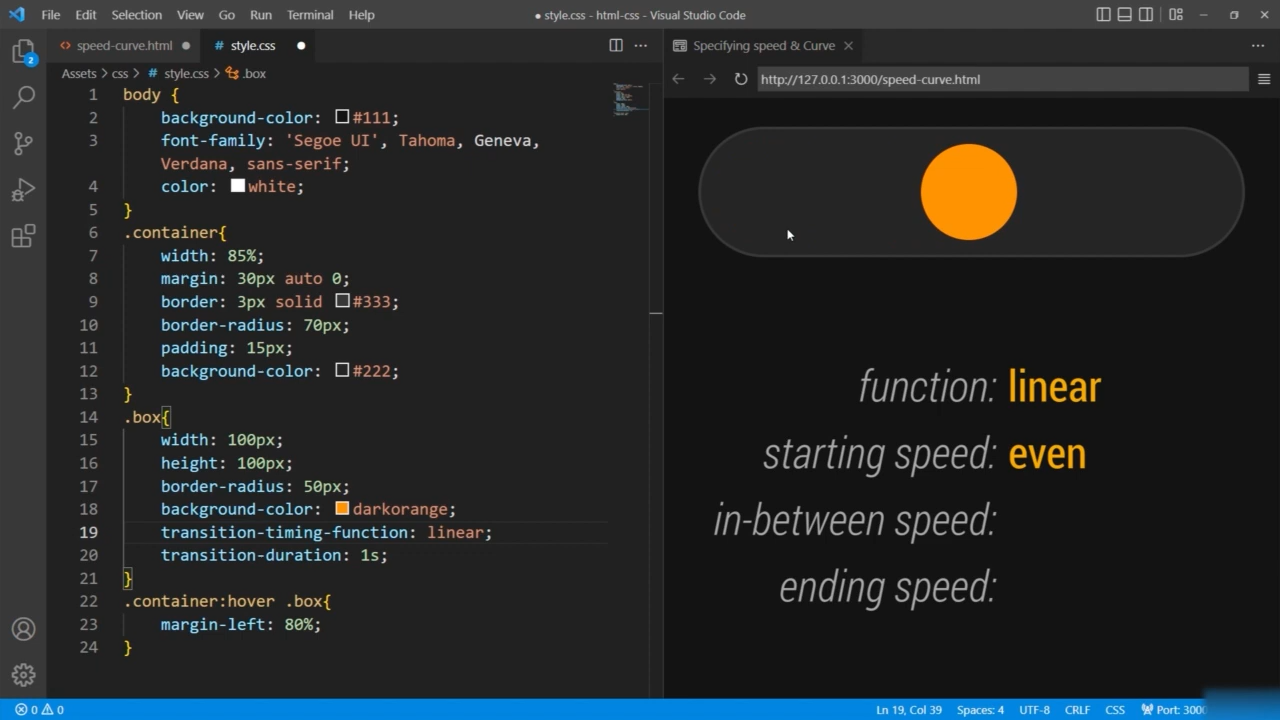 File Edit Selection View Go Run Terminal Help
● style.css - html-css - Visual Studio Code
speed-curve.html
# style.css
Specifying speed & Curve
Assets > css > # style.css > .box
http://127.0.0.1:3000/speed-curve.html
2
1 body {
2 background-color: #111;
3 font-family: 'Segoe UI', Tahoma, Geneva,
Verdana, sans-serif;
4 color: white;
5 }
6 .container{
7 width: 85%;
8 margin: 30px auto 0;
9 border: 3px solid #333;
10 border-radius: 70px;
11 padding: 15px;
12 background-color: #222;
13 }
14 .box{
15 width: 100px;
16 height: 100px;
17 border-radius: 50px;
18 background-color: darkorange;
19 transition-timing-function: linear;
20 transition-duration: 1s;
21 }
22 .container:hover .box{
23 margin-left: 80%;
24 }
function: linear
starting speed: even
in-between speed:
ending speed:
0 0
Ln 19, Col 39 Spaces: 4 UTF-8 CRLF CSS Port: 3000